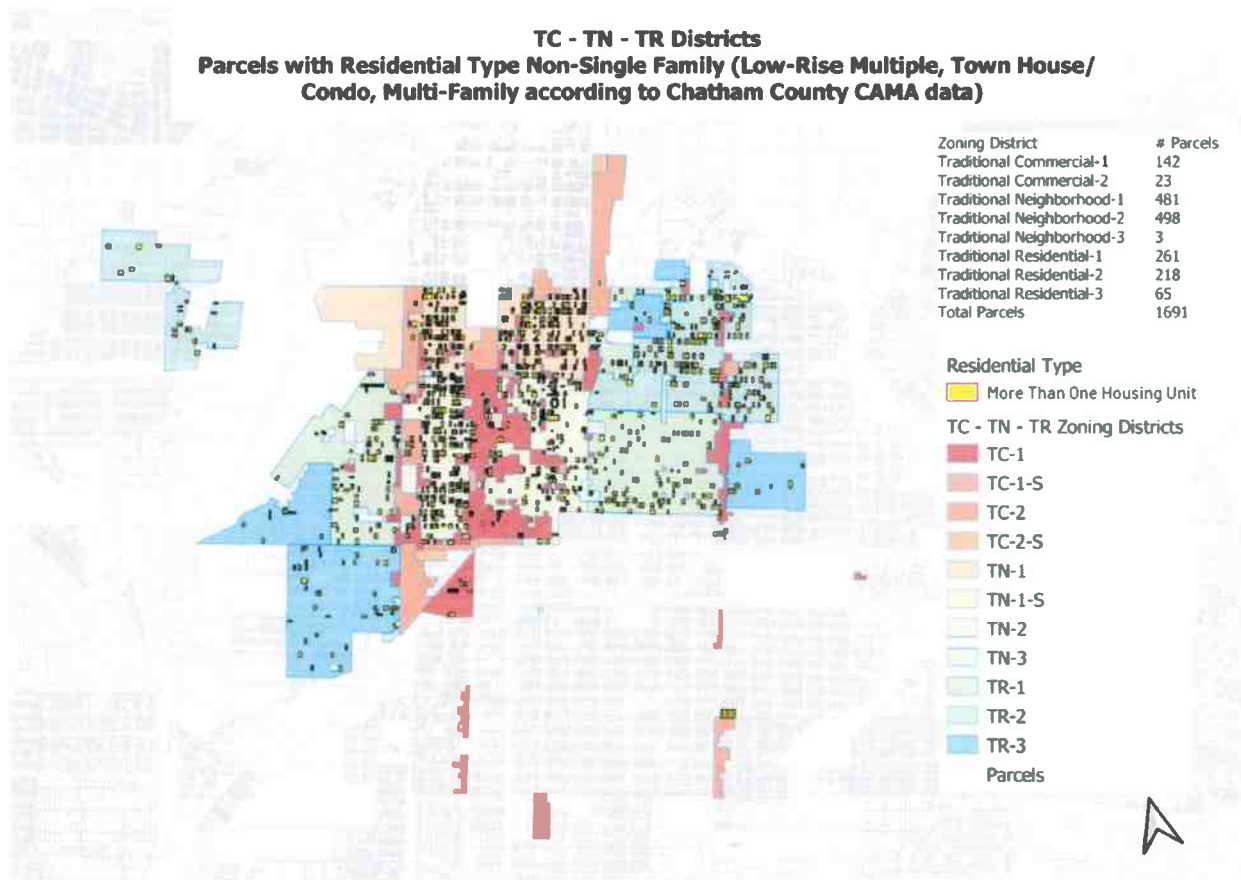 TC - TN - TR Districts
Parcels with Residential Type Non-Single Family (Low-Rise Multiple, Town House/
Condo, Multi-Family according to Chatham County CAMA data)
Zoning District # Parcels
Traditional Commercial-1 142
Traditional Commercial-2 23
Traditional Neighborhood-1 481
Traditional Neighborhood-2 498
Traditional Neighborhood-3 3
Traditional Residential-1 261
Traditional Residential-2 218
Traditional Residential-3 65
Total Parcels 1691
Residential Type
More Than One Housing Unit
TC - TN - TR Zoning Districts
TC-1
TC-1-S
TC-2
TC-2-S
TN-1
TN-1-S
TN-2
TN-3
TR-1
TR-2
TR-3
Parcels